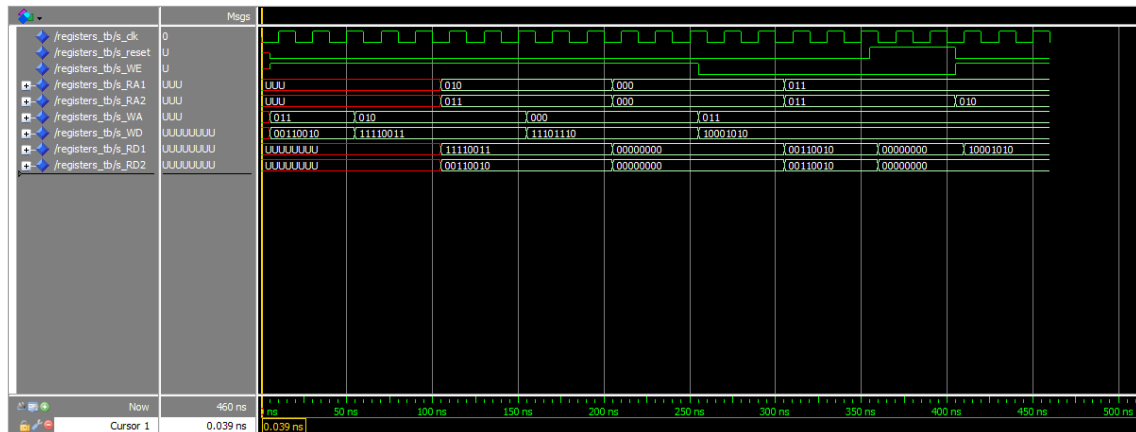 Msgs
/registers_tb/s_clk 0
/registers_tb/s_reset U
/registers_tb/s_WE U
/registers_tb/s_RA1 UUU UUU 010 000 011
/registers_tb/s_RA2 UUU UUU 011 000 011 010
/registers_tb/s_WA UUU 011 010 000 011
/registers_tb/s_WD UUUUUUUU 00110010 11110011 11101110 10001010
/registers_tb/s_RD1 UUUUUUUU UUUUUUUU 11110011 00000000 00110010 00000000 10001010
/registers_tb/s_RD2 UUUUUUUU UUUUUUUU 00110010 00000000 00110010 00000000
Now 460 ns ns 50 ns 100 ns 150 ns 200 ns 250 ns 300 ns 350 ns 400 ns 450 ns 500 ns
Cursor 1 0.039 ns 0.039 ns